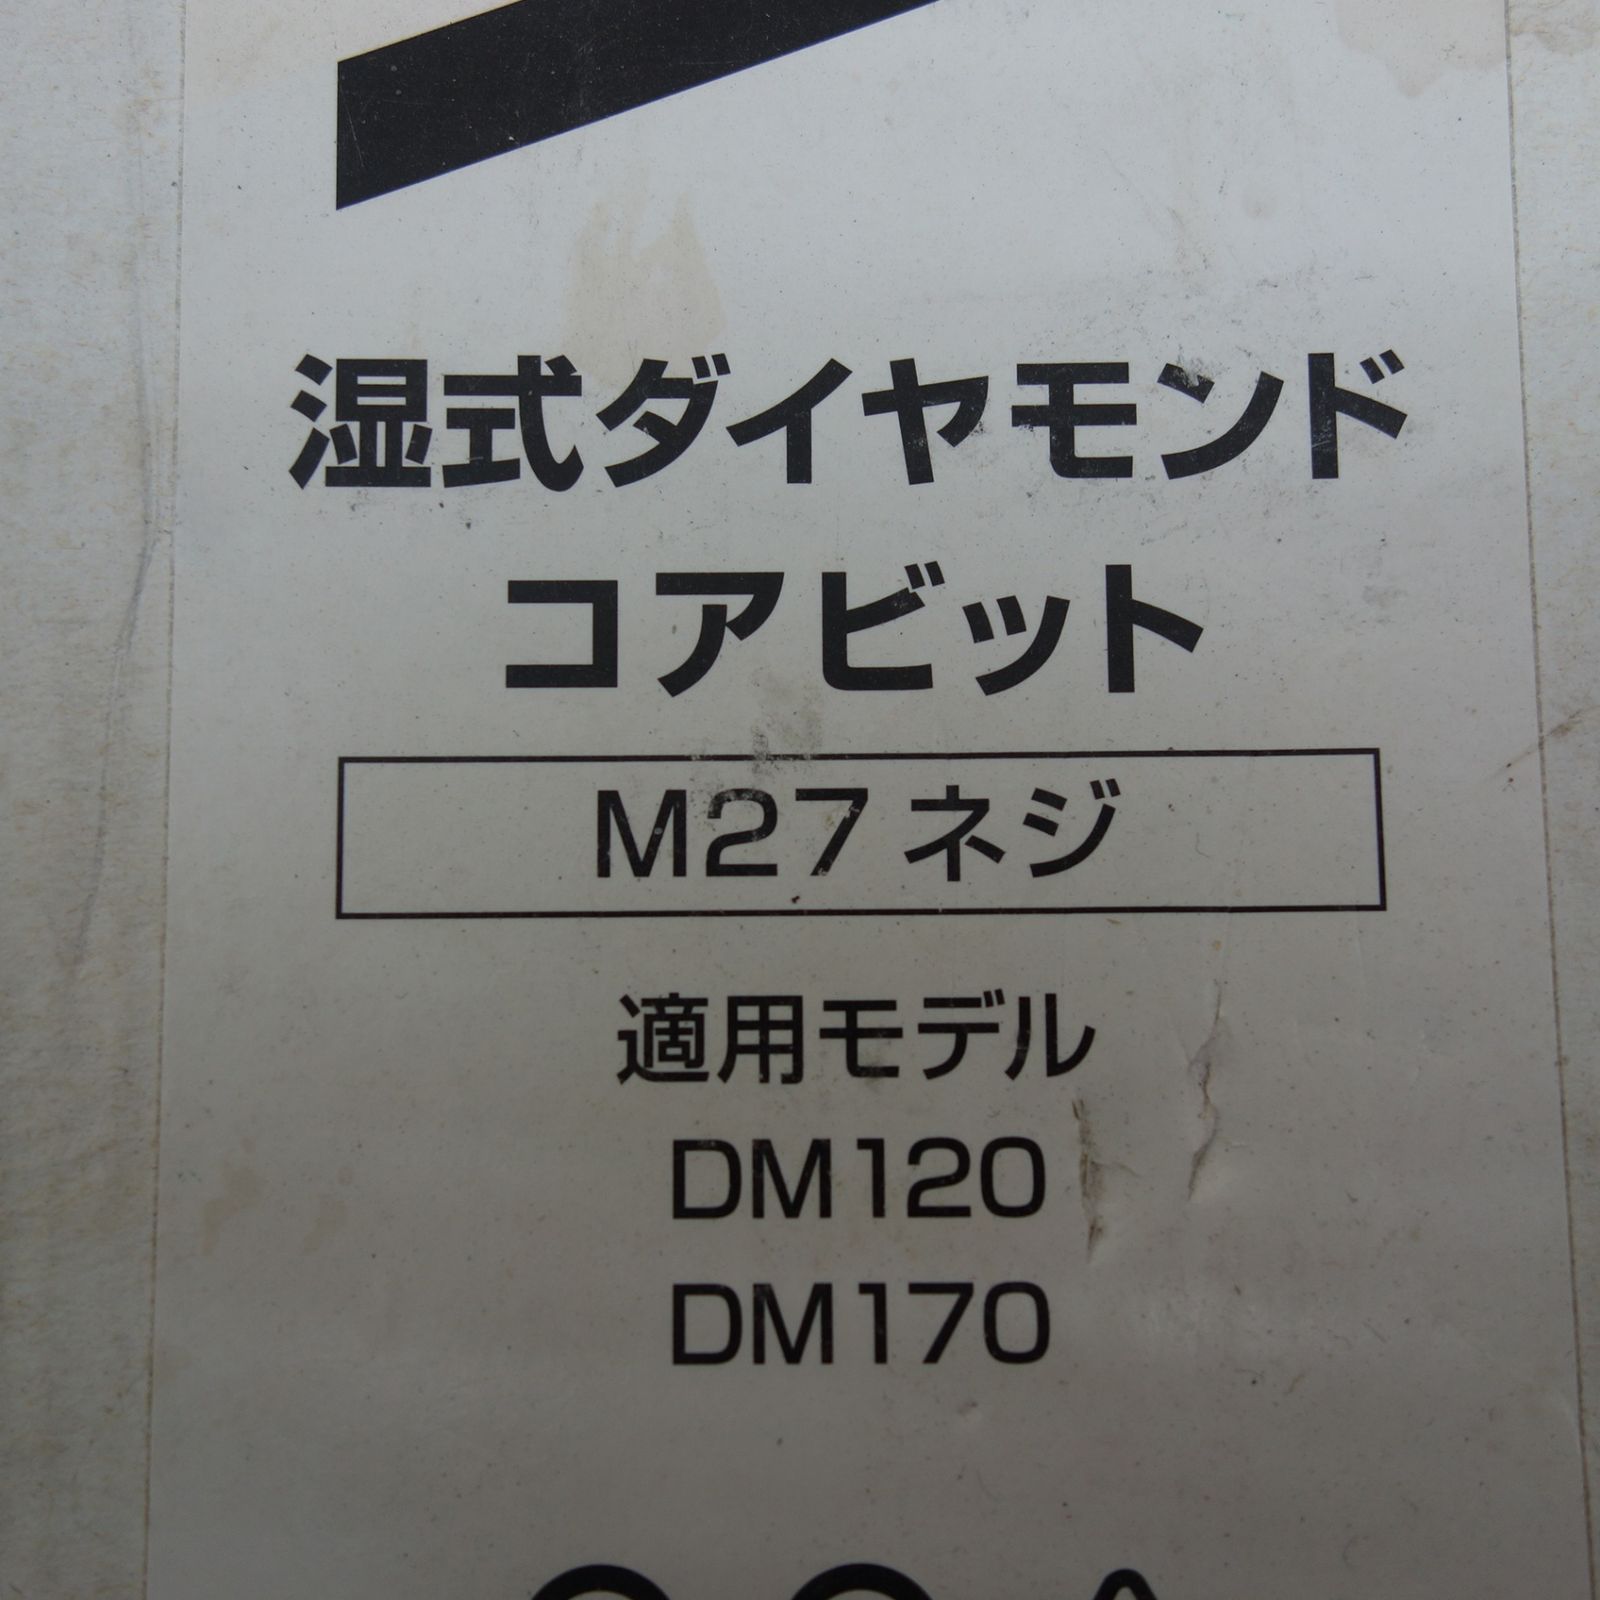 湿式ダイヤモンド
コアビット
M27 ネジ
適用モデル
DM120
DM170